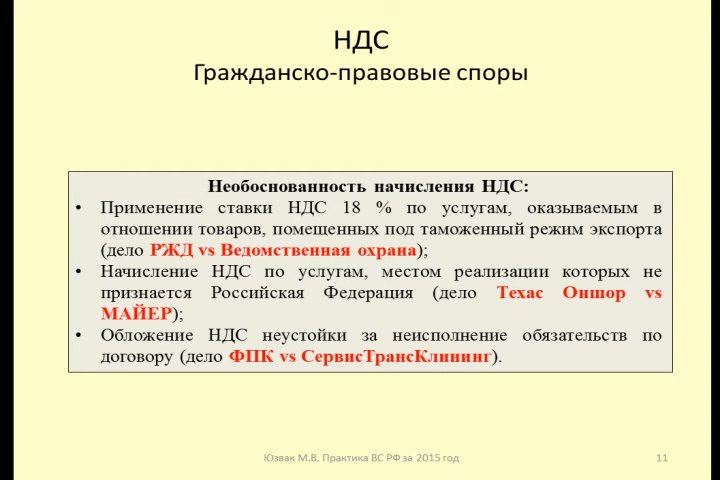 НДС
Гражданско-правовые споры
Необоснованность начисления НДС:
• Применение ставки НДС 18 % по услугам, оказываемым в
отношении товаров, помещенных под таможенный режим экспорта
(дело РЖД vs Ведомственная охрана);
• Начисление НДС по услугам, местом реализации которых не
признается Российская Федерация (дело Техас Оншор vs
МАЙЕР);
• Обложение НДС неустойки за неисполнение обязательств по
договору (дело ФПК vs СервисТрансКлининг).
Юзвак М.В. Практика ВС РФ за 2015 год
11